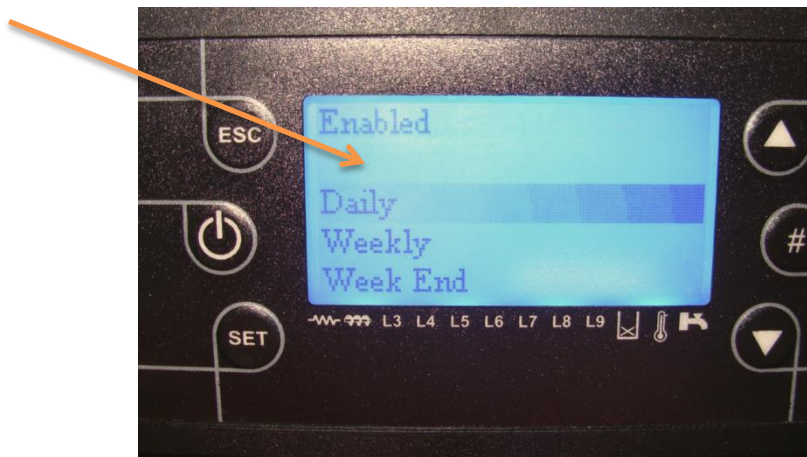 Enabled
ESC
Daily
Weekly
#
Week End
L3 L4 L5 L6 L7 L8 L9
SET